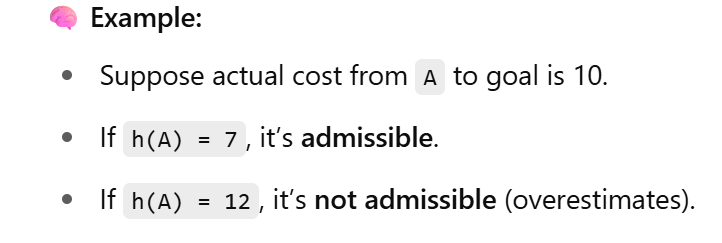 🧠 Example:
• Suppose actual cost from A to goal is 10.
• If h(A) = 7, it’s admissible.
• If h(A) = 12, it’s not admissible (overestimates).